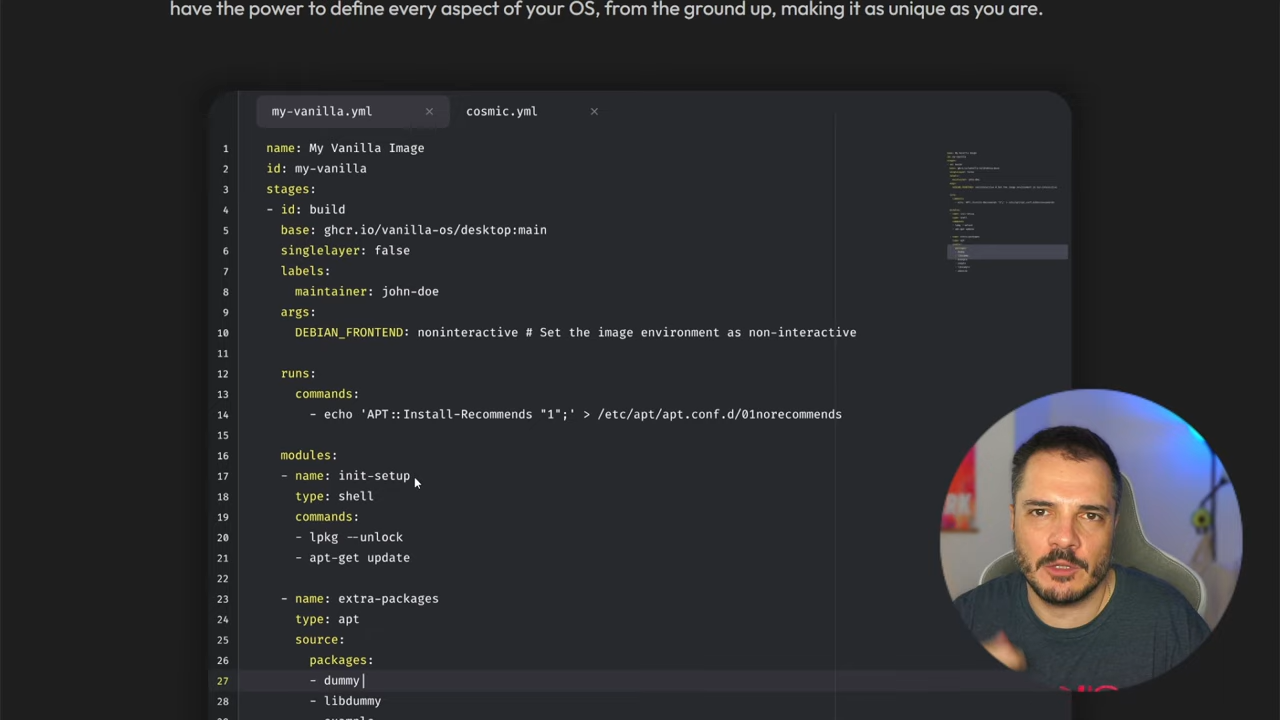 have the power to define every aspect of your OS, from the ground up, making it as unique as you are.
my-vanilla.yml × cosmic.yml ×
1 name: My Vanilla Image
2 id: my-vanilla
3 stages:
4 - id: build
5 base: ghcr.io/vanilla-os/desktop:main
6 singlelayer: false
7 labels:
8 maintainer: john-doe
9 args:
10 DEBIAN_FRONTEND: noninteractive # Set the image environment as non-interactive
11
12 runs:
13 commands:
14 - echo 'APT::Install-Recommends "1";' > /etc/apt/apt.conf.d/01norecommends
15
16 modules:
17 - name: init-setup
18 type: shell
19 commands:
20 - lpkg --unlock
21 - apt-get update
22
23 - name: extra-packages
24 type: apt
25 source:
26 packages:
27 - dummy
28 - libdummy